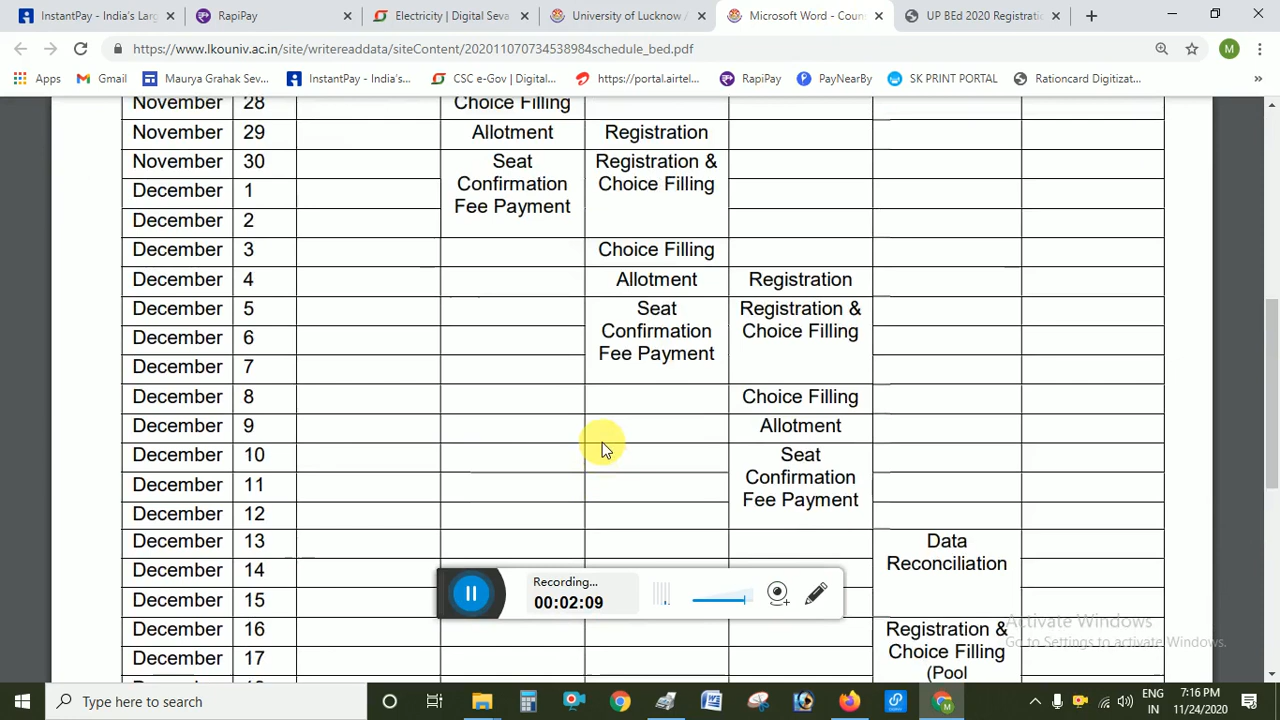 InstantPay - India's Larg
RapiPay
Electricity | Digital Seva
University of Lucknow /
Microsoft Word - Coun
UP BEd 2020 Registratio
https://www.lkouniv.ac.in/site/writereaddata/siteContent/202011070734538984schedule_bed.pdf
M
Apps
Gmail
Maurya Grahak Sev...
InstantPay - India's...
CSC e-Gov | Digital...
https://portal.airtel...
RapiPay
PayNearBy
SK PRINT PORTAL
Rationcard Digitizat...
»
November 28 Choice Filling
November 29 Allotment Registration
November 30 Seat Registration &
December 1 Confirmation Choice Filling
December 2 Fee Payment
December 3 Choice Filling
December 4 Allotment Registration
December 5 Seat Registration &
December 6 Confirmation Choice Filling
December 7 Fee Payment
December 8 Choice Filling
December 9 Allotment
December 10 Seat
December 11 Confirmation
December 12 Fee Payment
December 13 Data
December 14 Reconciliation
December 15
December 16 Registration &
December 17 Choice Filling
(Pool
Recording...
00:02:09
Activate Windows
Go to Settings to activate Windows.
Type here to search
ENG
IN
7:16 PM
11/24/2020